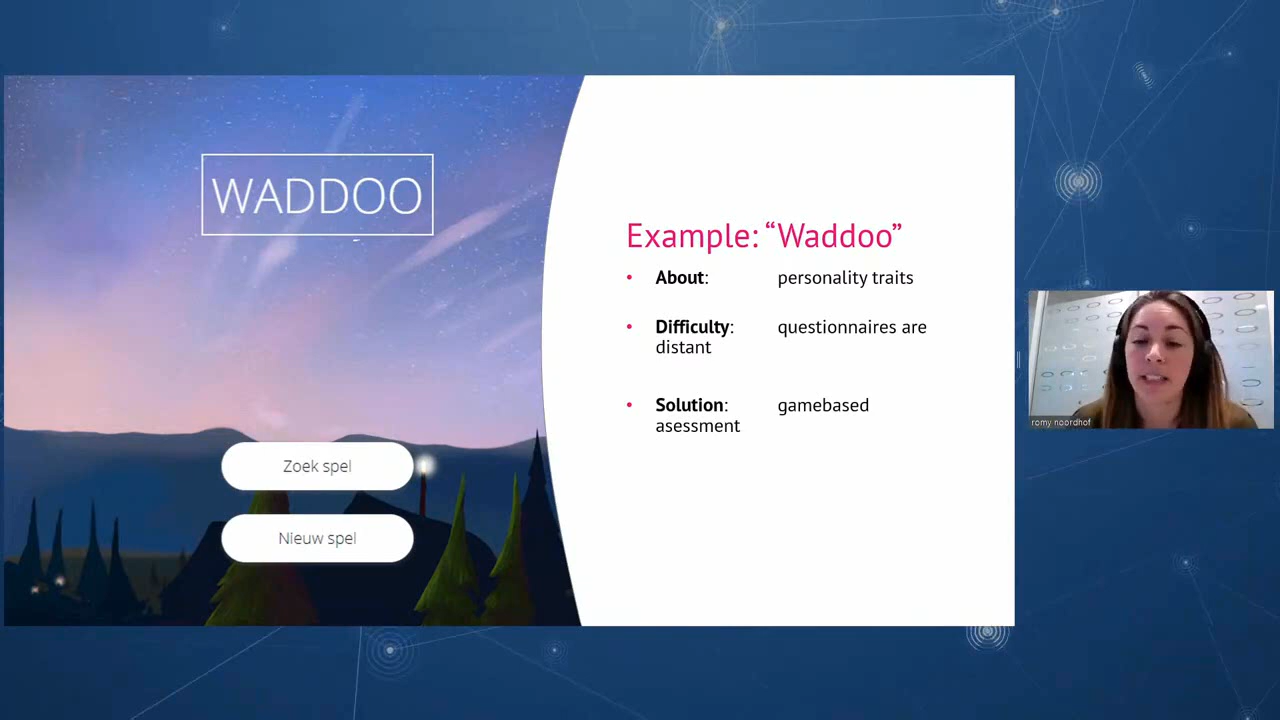 WADDOO
Zoek spel
Nieuw spel
Example: “Waddoo”
• About: personality traits
• Difficulty: questionnaires are
distant
• Solution: gamebased
asessment
romy noordhof